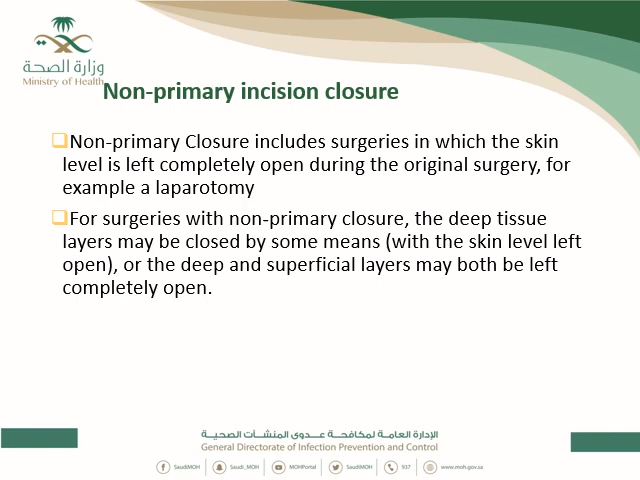 وزارة الصحة
Ministry of Health
Non-primary incision closure
Non-primary Closure includes surgeries in which the skin
level is left completely open during the original surgery, for
example a laparotomy
For surgeries with non-primary closure, the deep tissue
layers may be closed by some means (with the skin level left
open), or the deep and superficial layers may both be left
completely open.
الإدارة العامة لمكافحة عدوى المنشآت الصحية
General Directorate of Infection Prevention and Control
SaudiMOH Saudi_MOH MOHPortal SaudiMOH 937 www.moh.gov.sa